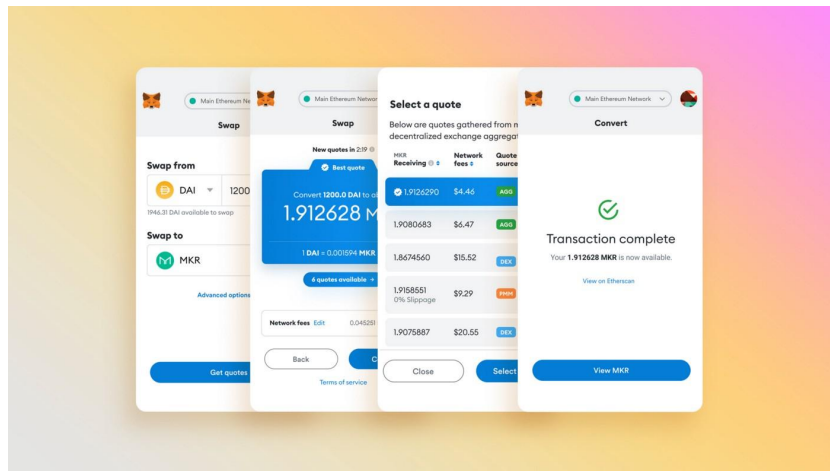 Main Ethereum Ne
Swap
Swap from
DAI
1200
1946.31 DAI available to swap
Swap to
MKR
Advanced options
Get quotes
Main Ethereum Networ
Swap
New quotes in 2:19
Best quote
Convert 1200.0 DAI to a
1.912628 M
1 DAI = 0.001594 MKR
6 quotes available →
Network fees Edit 0.045251
Back
C
Terms of service
Select a quote
Below are quotes gathered from
decentralized exchange aggregat
MKR
Receiving
Network
fees
Quote
source
1.9126290 $4.46 AGG
1.9080683 $6.47 AGG
1.8674560 $15.52 DEX
1.9158551 $9.29 PMM
0% Slippage
1.9075887 $20.55 DEX
Close
Select
Main Ethereum Network
Convert
Transaction complete
Your 1.912628 MKR is now available.
View on Etherscan
View MKR